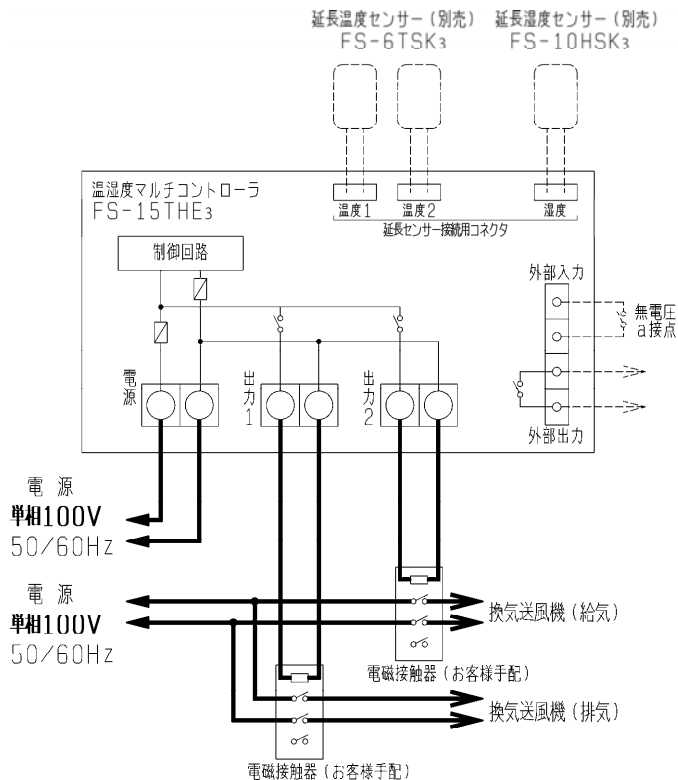 延長温度センサー（別売）
FS-6TSK3
延長湿度センサー（別売）
FS-10HSK3
温湿度マルチコントローラ
FS-15THE3
温度1
温度2
湿度
延長センサー接続用コネクタ
制御回路
外部入力
無電圧
a接点
電源
出力1
出力2
外部出力
電源
単相100V
50/60Hz
電源
単相100V
50/60Hz
換気送風機（給気）
電磁接触器（お客様手配）
換気送風機（排気）
電磁接触器（お客様手配）